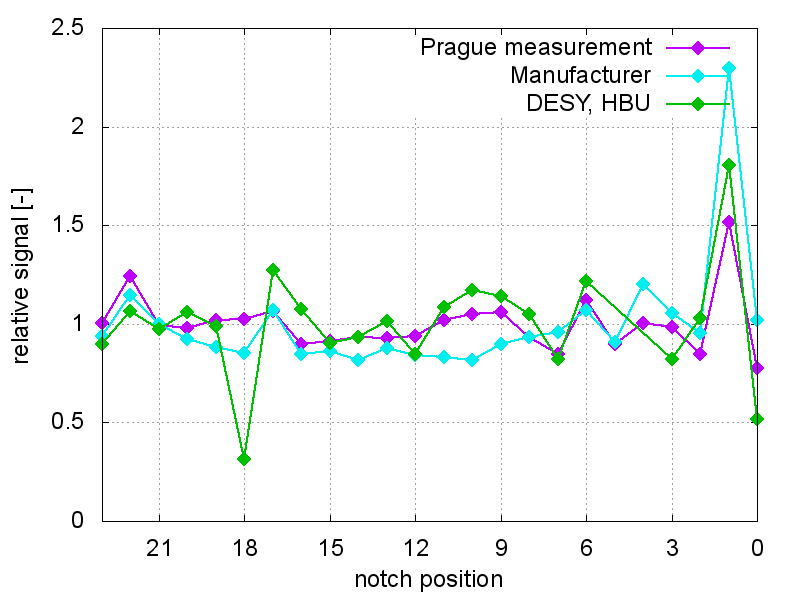 Prague measurement
Manufacturer
DESY, HBU
2.5
2
1.5
1
0.5
0
relative signal [-]
21 18 15 12 9 6 3 0
notch position